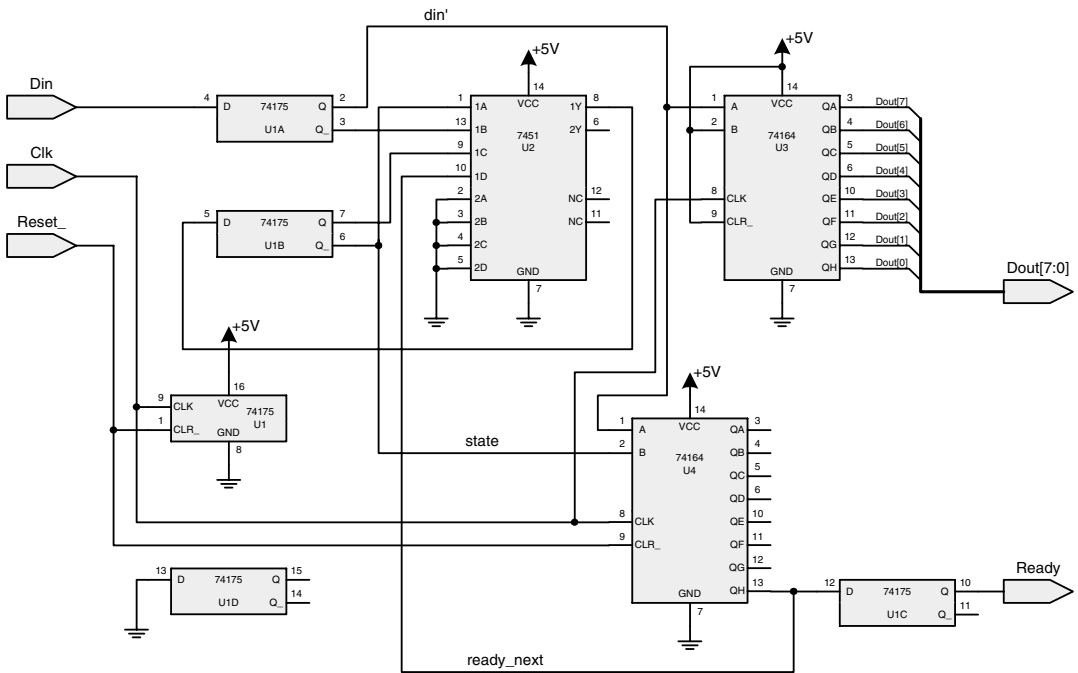 din'
+5V
+5V
Din
4 D 74175 Q 2
U1A Q_ 3
14
VCC
1 1A 1Y 8
13 1B 2Y 6
7451
U2
9 1C
10 1D
2 2A NC 12
3 2B NC 11
4 2C
5 2D
GND
7
14
VCC
1 A QA 3 Dout[7]
2 B QB 4 Dout[6]
74164
U3
QC 5 Dout[5]
QD 6 Dout[4]
8 CLK QE 10 Dout[3]
9 CLR_ QF 11 Dout[2]
QG 12 Dout[1]
QH 13 Dout[0]
GND
7
Dout[7:0]
Clk
Reset_
5 D 74175 Q 7
U1B Q_ 6
+5V
16
9 CLK VCC 74175
1 CLR_ GND U1
8
+5V
14
state
1 A VCC QA 3
2 B QB 4
74164
U4
QC 5
QD 6
8 CLK QE 10
9 CLR_ QF 11
QG 12
GND QH 13
7
13 D 74175 Q 15
U1D Q_ 14
12 D 74175 Q 10
U1C Q_ 11
Ready
ready_next